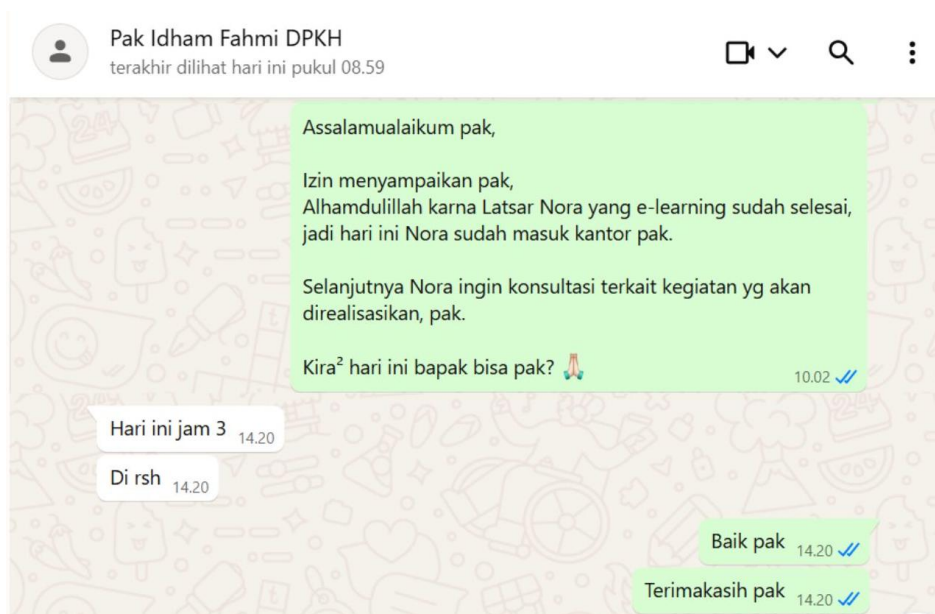 Pak Idham Fahmi DPKH
terakhir dilihat hari ini pukul 08.59
Assalamualaikum pak,
Izin menyampaikan pak,
Alhamdulillah karna Latsar Nora yang e-learning sudah selesai,
jadi hari ini Nora sudah masuk kantor pak.
Selanjutnya Nora ingin konsultasi terkait kegiatan yg akan
direalisasikan, pak.
Kira² hari ini bapak bisa pak? 🙏🏻
10.02
Hari ini jam 3 14.20
Di rsh 14.20
Baik pak 14.20
Terimakasih pak 14.20